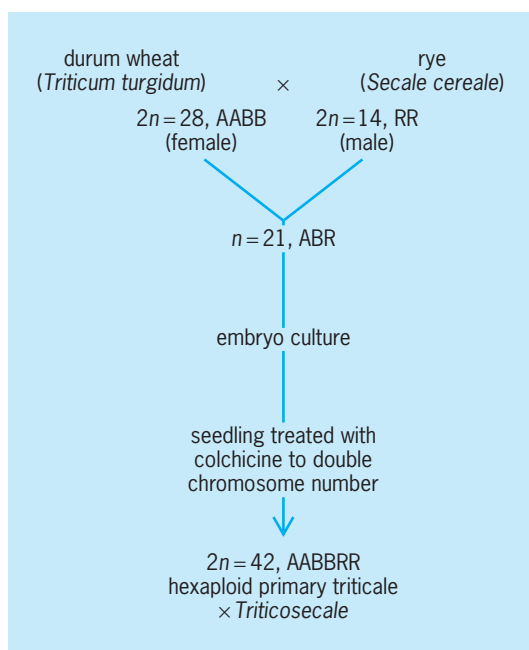 durum wheat
(Triticum turgidum)
×
rye
(Secale cereale)
2n = 28, AABB
(female)
2n = 14, RR
(male)
n = 21, ABR
embryo culture
seedling treated with
colchicine to double
chromosome number
2n = 42, AABBRR
hexaploid primary triticale
× Triticosecale